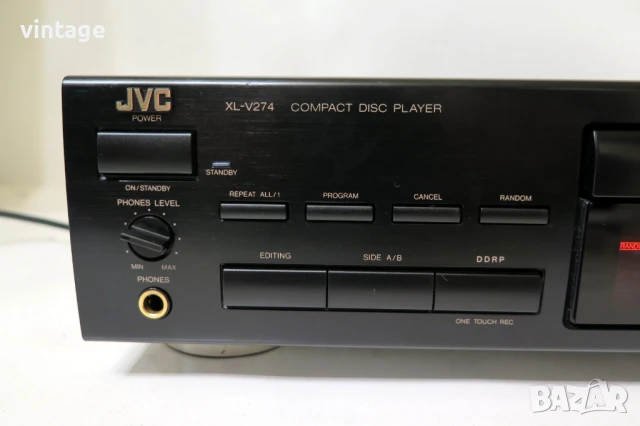 vintage
JVC
XL-V274 COMPACT DISC PLAYER
POWER
STANDBY
ON/STANDBY
REPEAT ALL/1
PROGRAM
CANCEL
RANDOM
PHONES LEVEL
MIN MAX
EDITING
SIDE A/B
DDRP
PHONES
ONE TOUCH REC
BAZAR